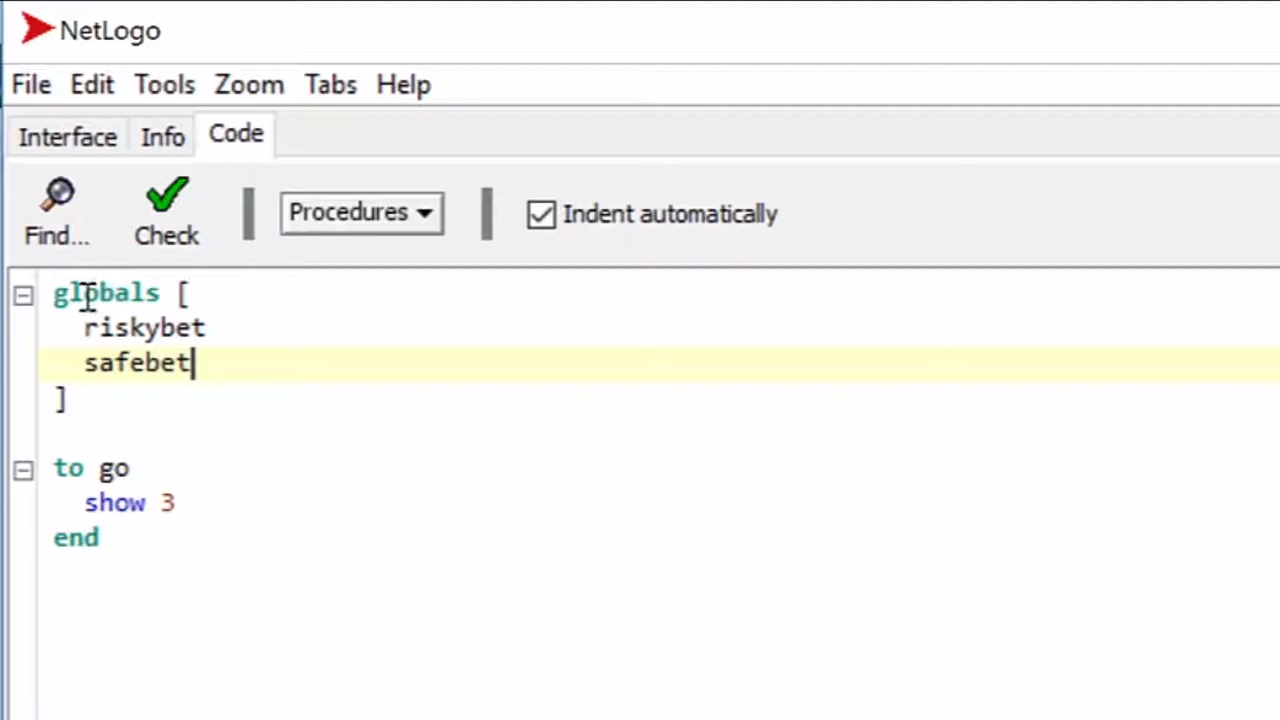 NetLogo
File Edit Tools Zoom Tabs Help
Interface Info Code
Find... Check Procedures Indent automatically
globals [
riskybet
safebet
]
to go
show 3
end